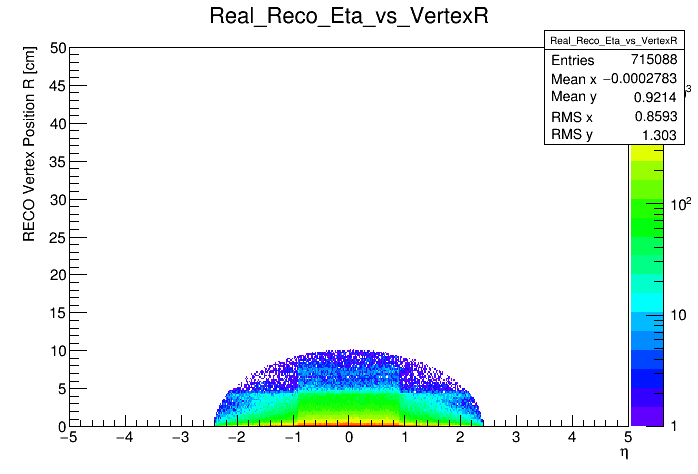 Real_Reco_Eta_vs_VertexR
Real_Reco_Eta_vs_VertexR
Entries 715088
Mean x −0.0002783
Mean y 0.9214
RMS x 0.8593
RMS y 1.303
RECO Vertex Position R [cm]
50
45
40
35
30
25
20
15
10
5
0
−5 −4 −3 −2 −1 0 1 2 3 4 5
η
3
10²
10
1